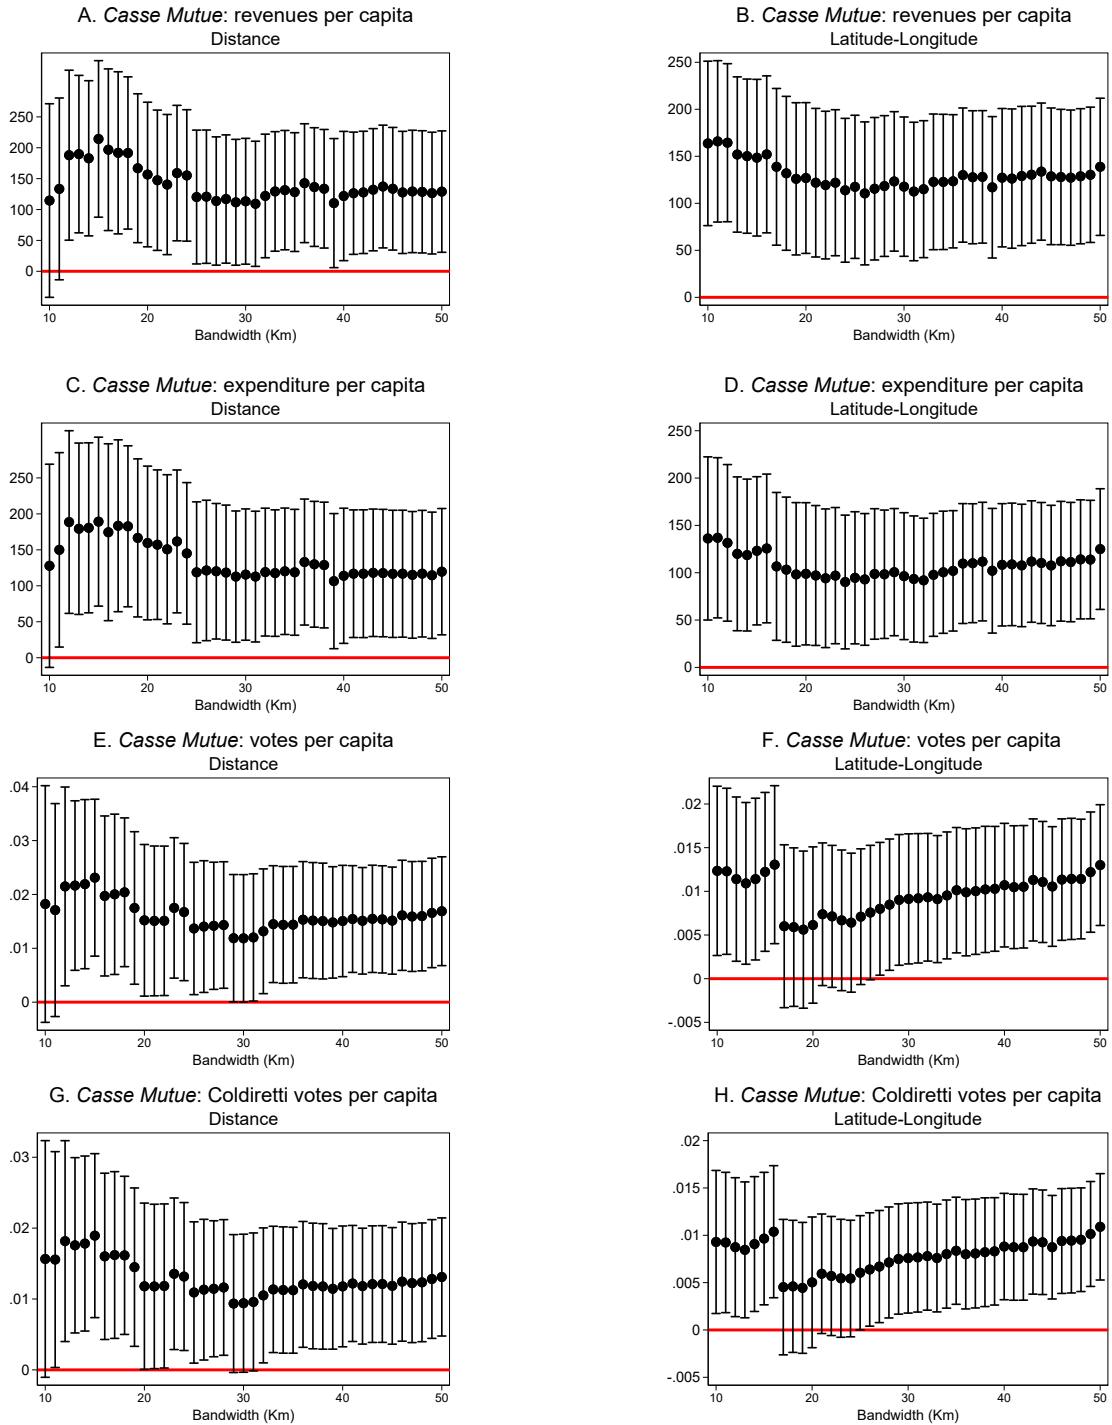 A. Casse Mutue: revenues per capita
Distance
250
200
150
100
50
0
10 20 30 40 50
Bandwidth (Km)
B. Casse Mutue: revenues per capita
Latitude-Longitude
250
200
150
100
50
0
10 20 30 40 50
Bandwidth (Km)
C. Casse Mutue: expenditure per capita
Distance
250
200
150
100
50
0
10 20 30 40 50
Bandwidth (Km)
D. Casse Mutue: expenditure per capita
Latitude-Longitude
250
200
150
100
50
0
10 20 30 40 50
Bandwidth (Km)
E. Casse Mutue: votes per capita
Distance
.04
.03
.02
.01
0
10 20 30 40 50
Bandwidth (Km)
F. Casse Mutue: votes per capita
Latitude-Longitude
.02
.015
.01
.005
0
-.005
10 20 30 40 50
Bandwidth (Km)
G. Casse Mutue: Coldiretti votes per capita
Distance
.03
.02
.01
0
10 20 30 40 50
Bandwidth (Km)
H. Casse Mutue: Coldiretti votes per capita
Latitude-Longitude
.02
.015
.01
.005
0
-.005
10 20 30 40 50
Bandwidth (Km)